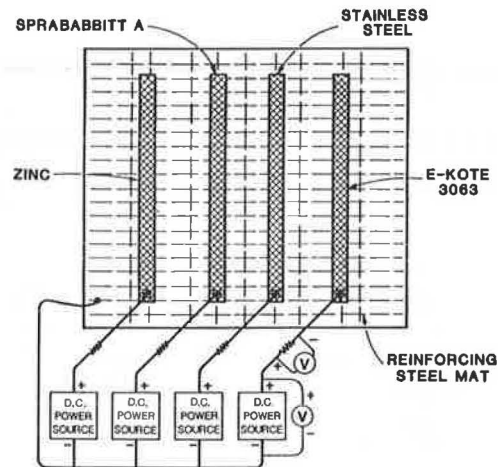 SPRABABBITT A
STAINLESS
STEEL
ZINC
E-KOTE
3063
REINFORCING
STEEL MAT
+
-
V
+
+
+
+
+
D.C.
POWER
SOURCE
D.C.
POWER
SOURCE
D.C.
POWER
SOURCE
D.C.
POWER
SOURCE
V
-
-
-
-
-